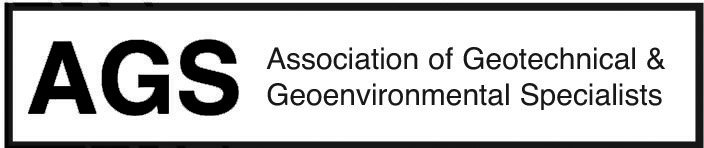 AGS
Association of Geotechnical &
Geoenvironmental Specialists